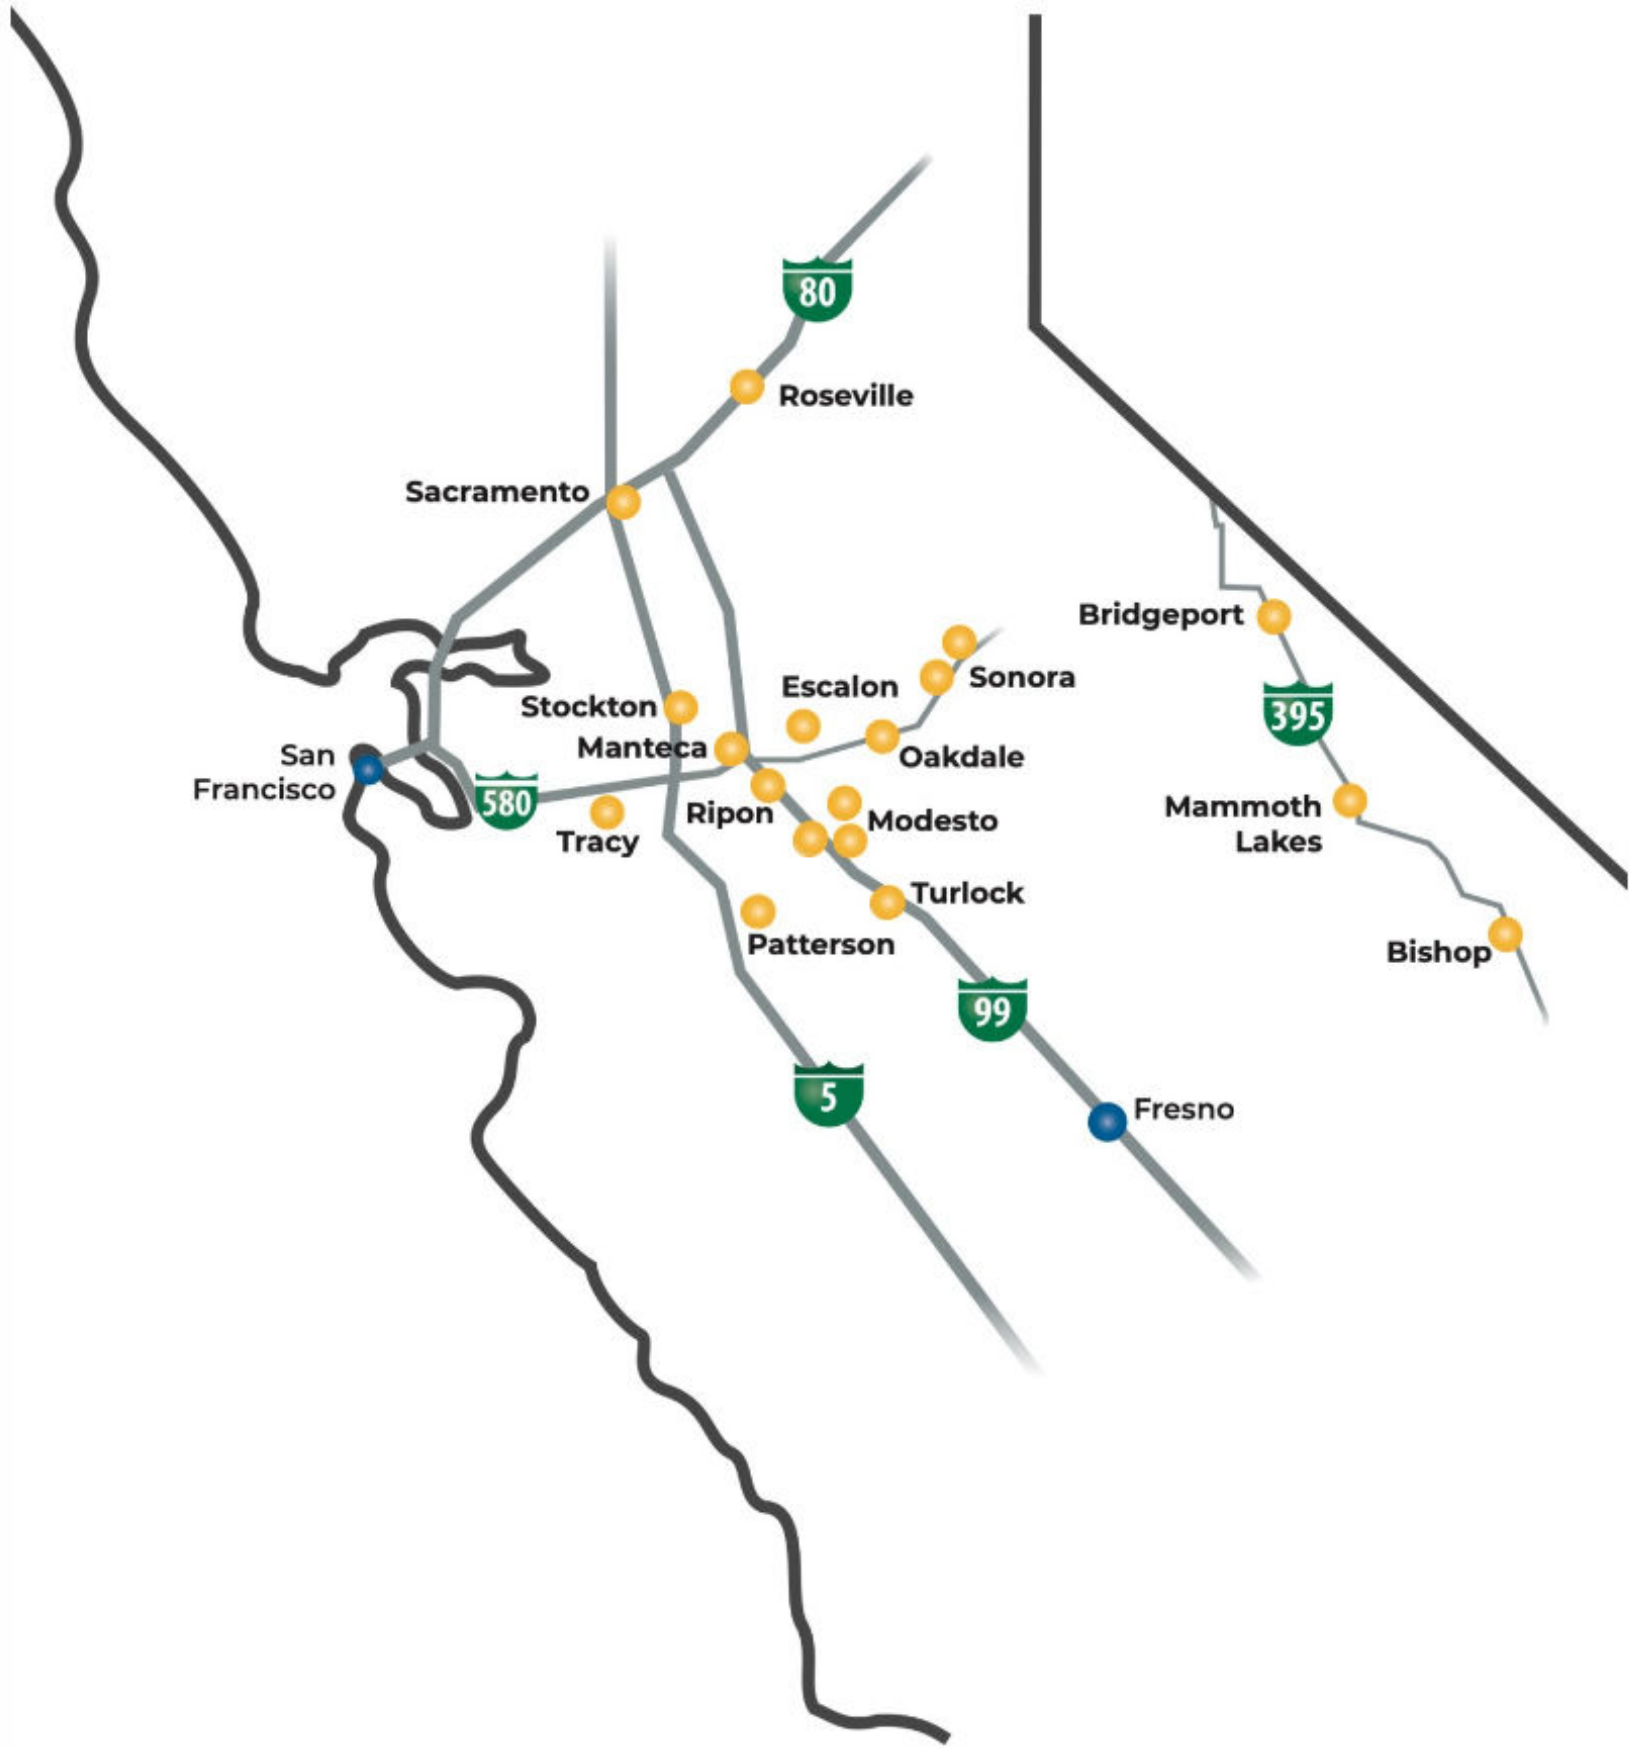 80
Roseville
Sacramento
Bridgeport
Sonora
Escalon
Stockton
395
Manteca
Oakdale
San
Francisco
580
Mammoth
Lakes
Ripon
Modesto
Tracy
Turlock
Patterson
Bishop
99
5
Fresno